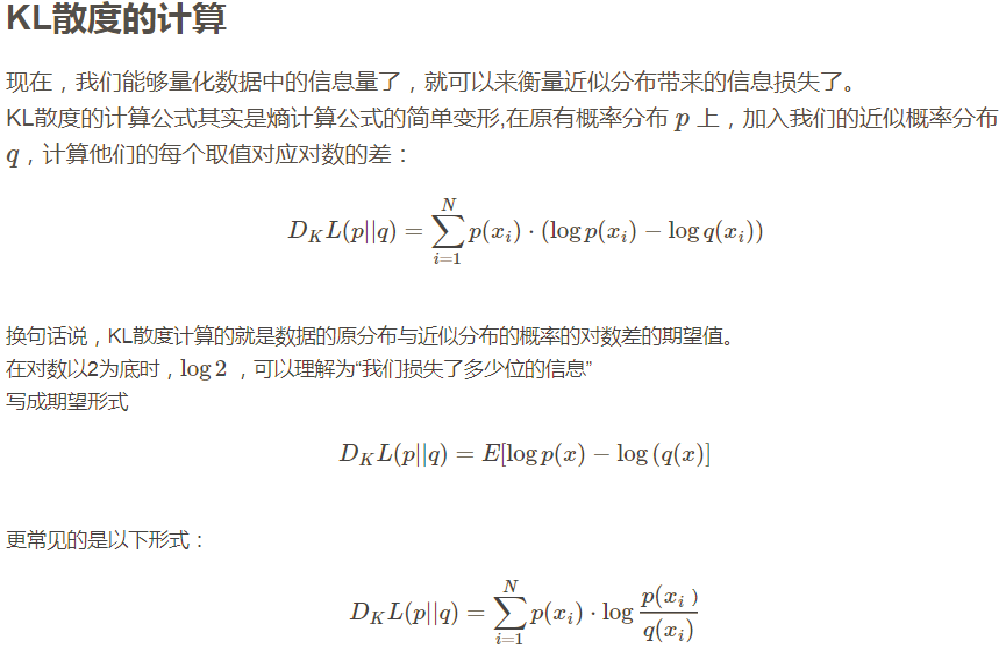 KL散度的计算
现在，我们能够量化数据中的信息量了，就可以来衡量近似分布带来的信息损失了。
KL散度的计算公式其实是熵计算公式的简单变形,在原有概率分布 p 上，加入我们的近似概率分布
q，计算他们的每个取值对应对数的差：
D_K L(p||q) = \sum_{i=1}^{N} p(x_i) \cdot (\log p(x_i) - \log q(x_i))
换句话说，KL散度计算的就是数据的原分布与近似分布的概率的对数差的期望值。
在对数以2为底时，log 2 ，可以理解为“我们损失了多少位的信息”
写成期望形式
D_K L(p||q) = E[\log p(x) - \log (q(x)]
更常见的是以下形式：
D_K L(p||q) = \sum_{i=1}^{N} p(x_i) \cdot \log \frac{p(x_i)}{q(x_i)}